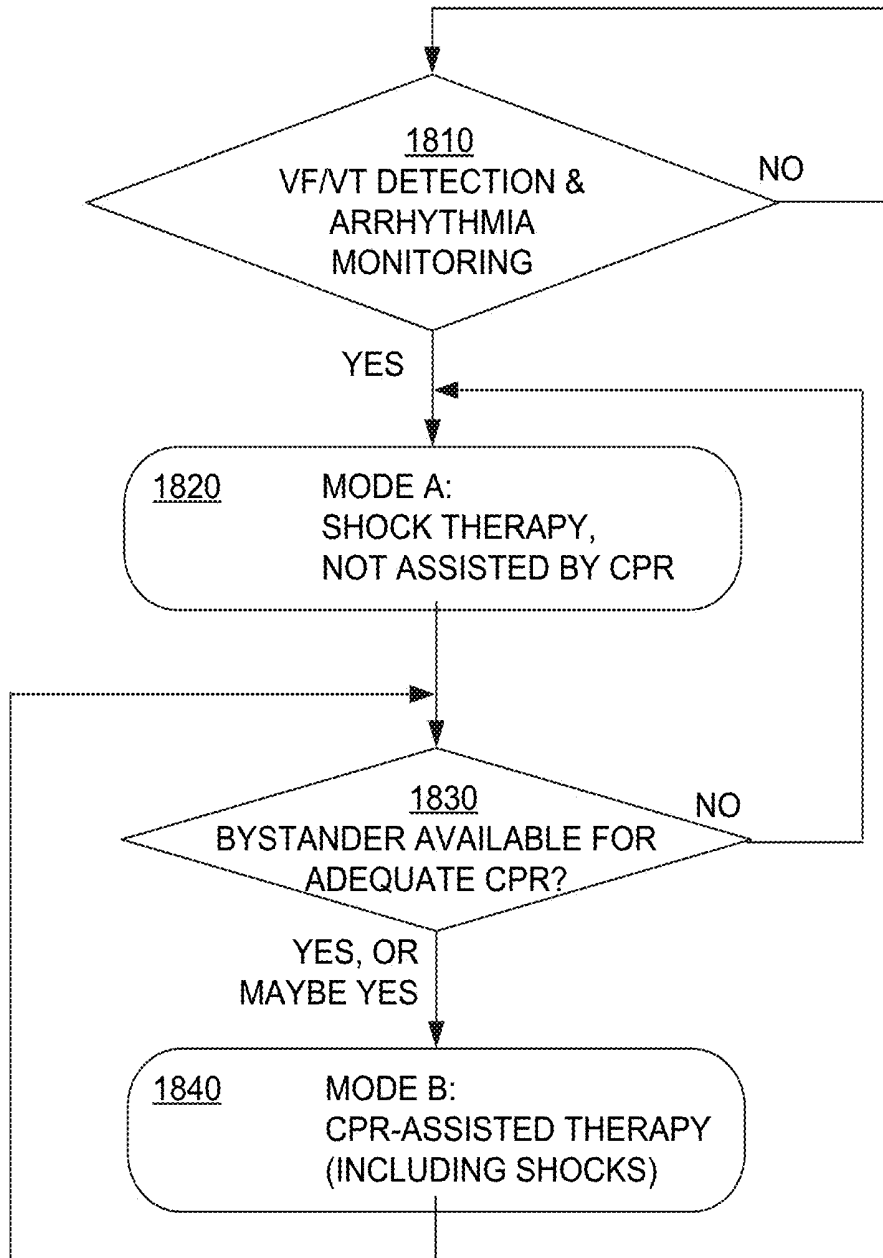 1810
VF/VT DETECTION &
ARRHYTHMIA
MONITORING
NO
YES
1820
MODE A:
SHOCK THERAPY,
NOT ASSISTED BY CPR
1830
BYSTANDER AVAILABLE FOR
ADEQUATE CPR?
NO
YES, OR
MAYBE YES
1840
MODE B:
CPR-ASSISTED THERAPY
(INCLUDING SHOCKS)